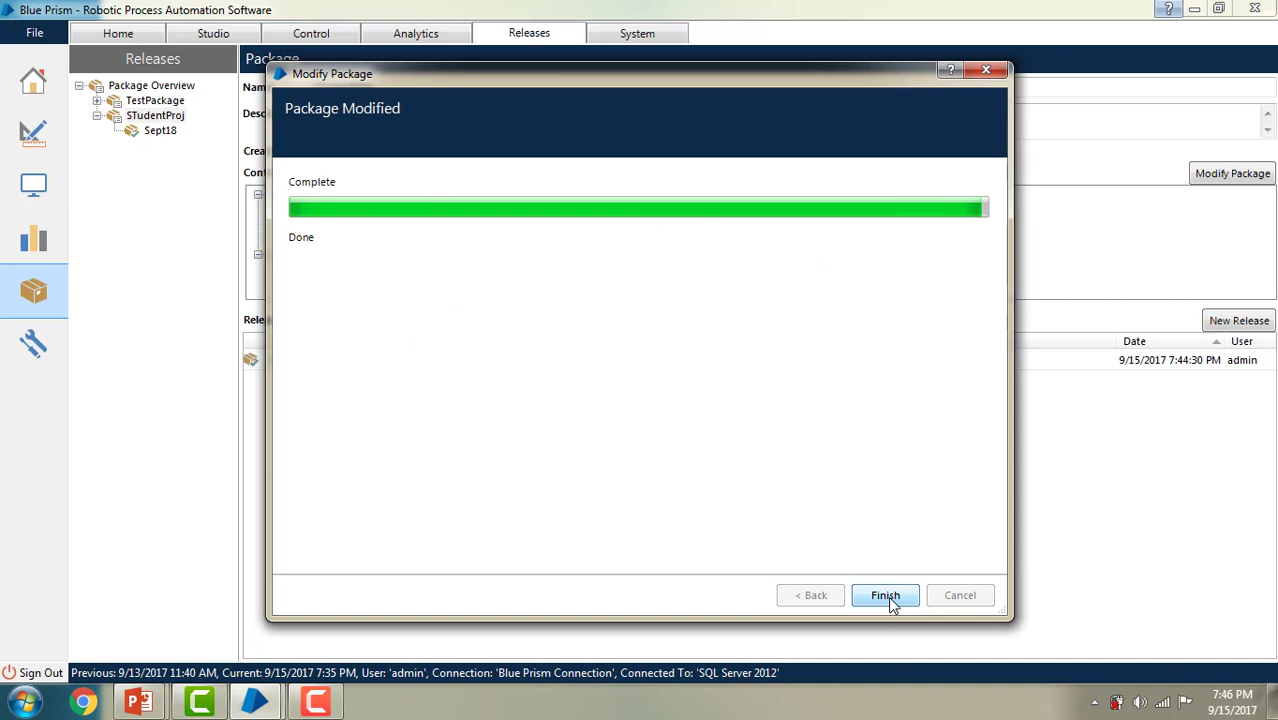 Blue Prism - Robotic Process Automation Software
File
Home
Studio
Control
Analytics
Releases
System
Releases
Package
Package Overview
TestPackage
STudentProj
Sept18
Modify Package
Package Modified
Complete
Done
< Back
Finish
Cancel
Modify Package
New Release
Date
User
9/15/2017 7:44:30 PM
admin
Sign Out
Previous: 9/13/2017 11:40 AM, Current: 9/15/2017 7:35 PM, User: 'admin', Connection: 'Blue Prism Connection', Connected To: 'SQL Server 2012'
7:46 PM
9/15/2017